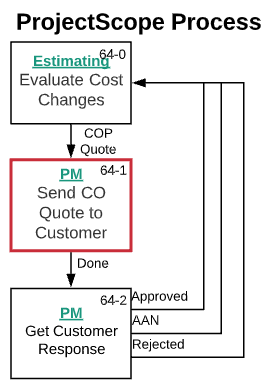 ProjectScope Process
64-0
Estimating
Evaluate Cost
Changes
COP
Quote
64-1
PM
Send CO
Quote to
Customer
Done
64-2
PM
Get Customer
Response
Approved
AAN
Rejected